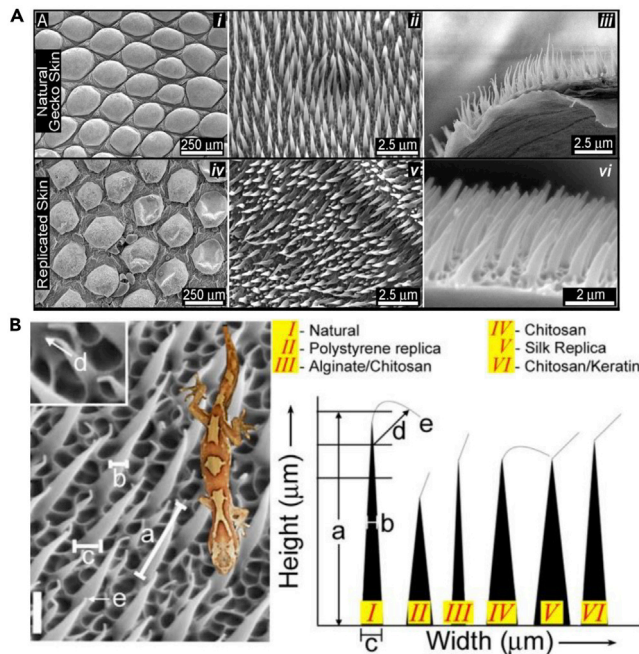 A
A
i
ii
iii
Natural
Gecko Skin
250 µm
2.5 µm
2.5 µm
iv
v
vi
Replicated Skin
250 µm
2.5 µm
2 µm
B
d
b
a
c
e
I - Natural
II - Polystyrene replica
III - Alginate/Chitosan
IV - Chitosan
V - Silk Replica
VI - Chitosan/Keratin
Height (µm)
a
b
d
e
I
II
III
IV
V
VI
c
Width (µm)